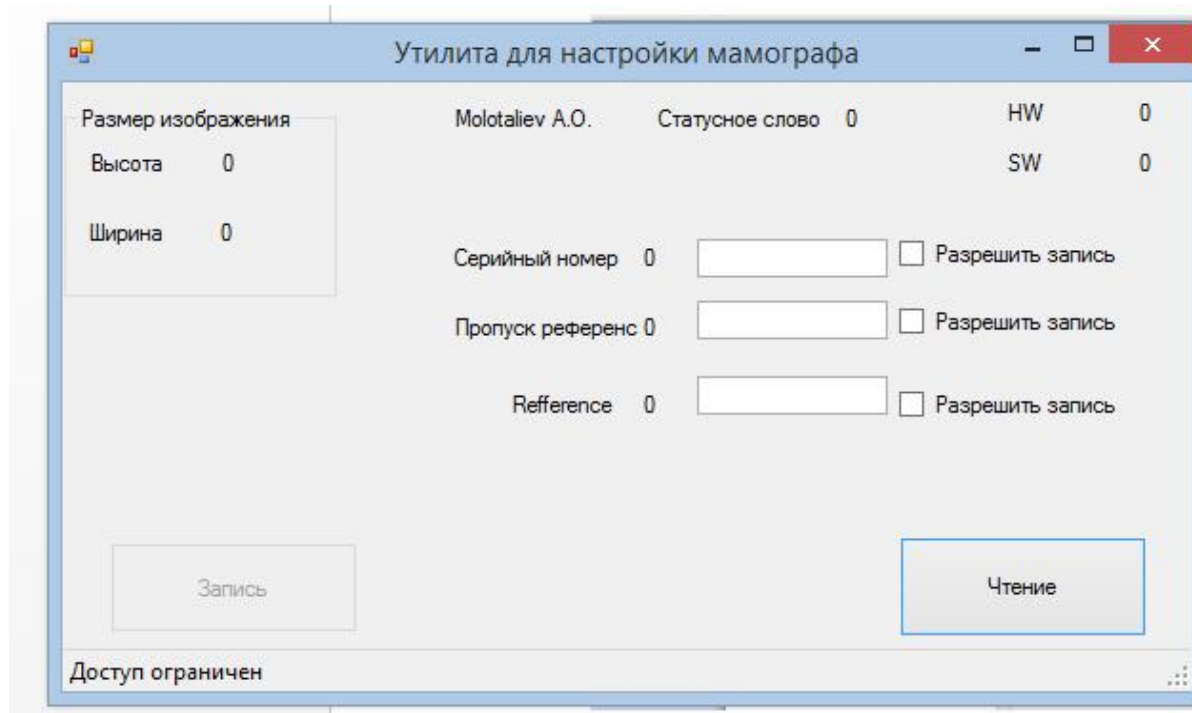 Утилита для настройки мамографа
Размер изображения
Высота 0
Ширина 0
Molotaliev A.O. Статусное слово 0
HW 0
SW 0
Серийный номер 0 Разрешить запись
Пропуск референс 0 Разрешить запись
Refference 0 Разрешить запись
Запись
Чтение
Доступ ограничен